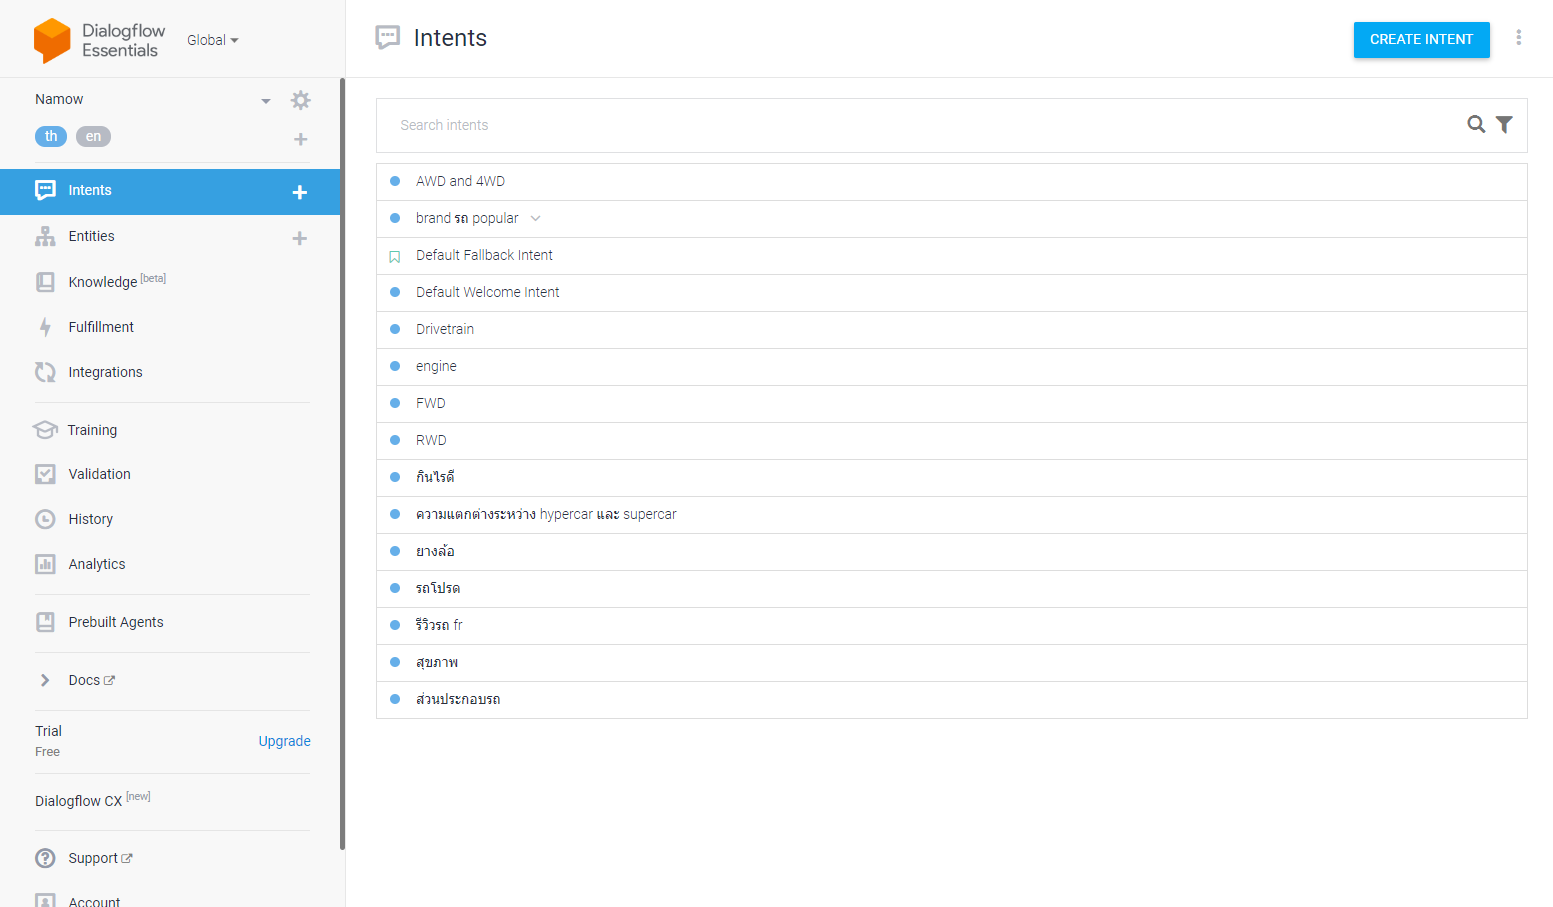 Dialogflow
Essentials
Global
Intents
CREATE INTENT
Namow
th en
Search intents
Intents
Entities
Knowledge [beta]
Fulfillment
Integrations
Training
Validation
History
Analytics
Prebuilt Agents
Docs
Trial
Free
Upgrade
Dialogflow CX [new]
Support
Account
AWD and 4WD
brand รถ popular
Default Fallback Intent
Default Welcome Intent
Drivetrain
engine
FWD
RWD
กินไรดี
ความแตกต่างระหว่าง hypercar และ supercar
ยางล้อ
รถโปรด
รีวิวรถ fr
สุขภาพ
ส่วนประกอบรถ